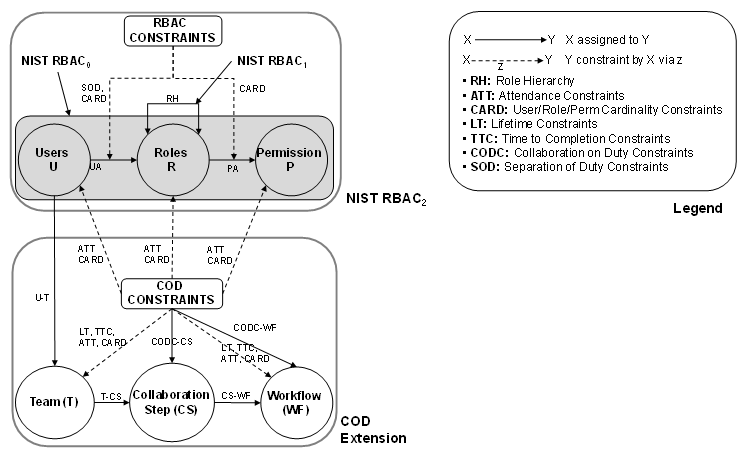 RBAC
CONSTRAINTS
NIST RBAC0
NIST RBAC1
SOD,
CARD
RH
CARD
Users
U
UA
Roles
R
PA
Permission
P
NIST RBAC2
ATT
CARD
ATT
CARD
ATT
CARD
U-T
COD
CONSTRAINTS
LT, TTC,
ATT, CARD
CODC-CS
CODC-WF
LT, TTC,
ATT, CARD
Team (T)
T-CS
Collaboration
Step (CS)
CS-WF
Workflow
(WF)
COD
Extension
X Y X assigned to Y
X Y Y constraint by X via z
z
▪ RH: Role Hierarchy
▪ ATT: Attendance Constraints
▪ CARD: User/Role/Perm Cardinality Constraints
▪ LT: Lifetime Constraints
▪ TTC: Time to Completion Constraints
▪ CODC: Collaboration on Duty Constraints
▪ SOD: Separation of Duty Constraints
Legend